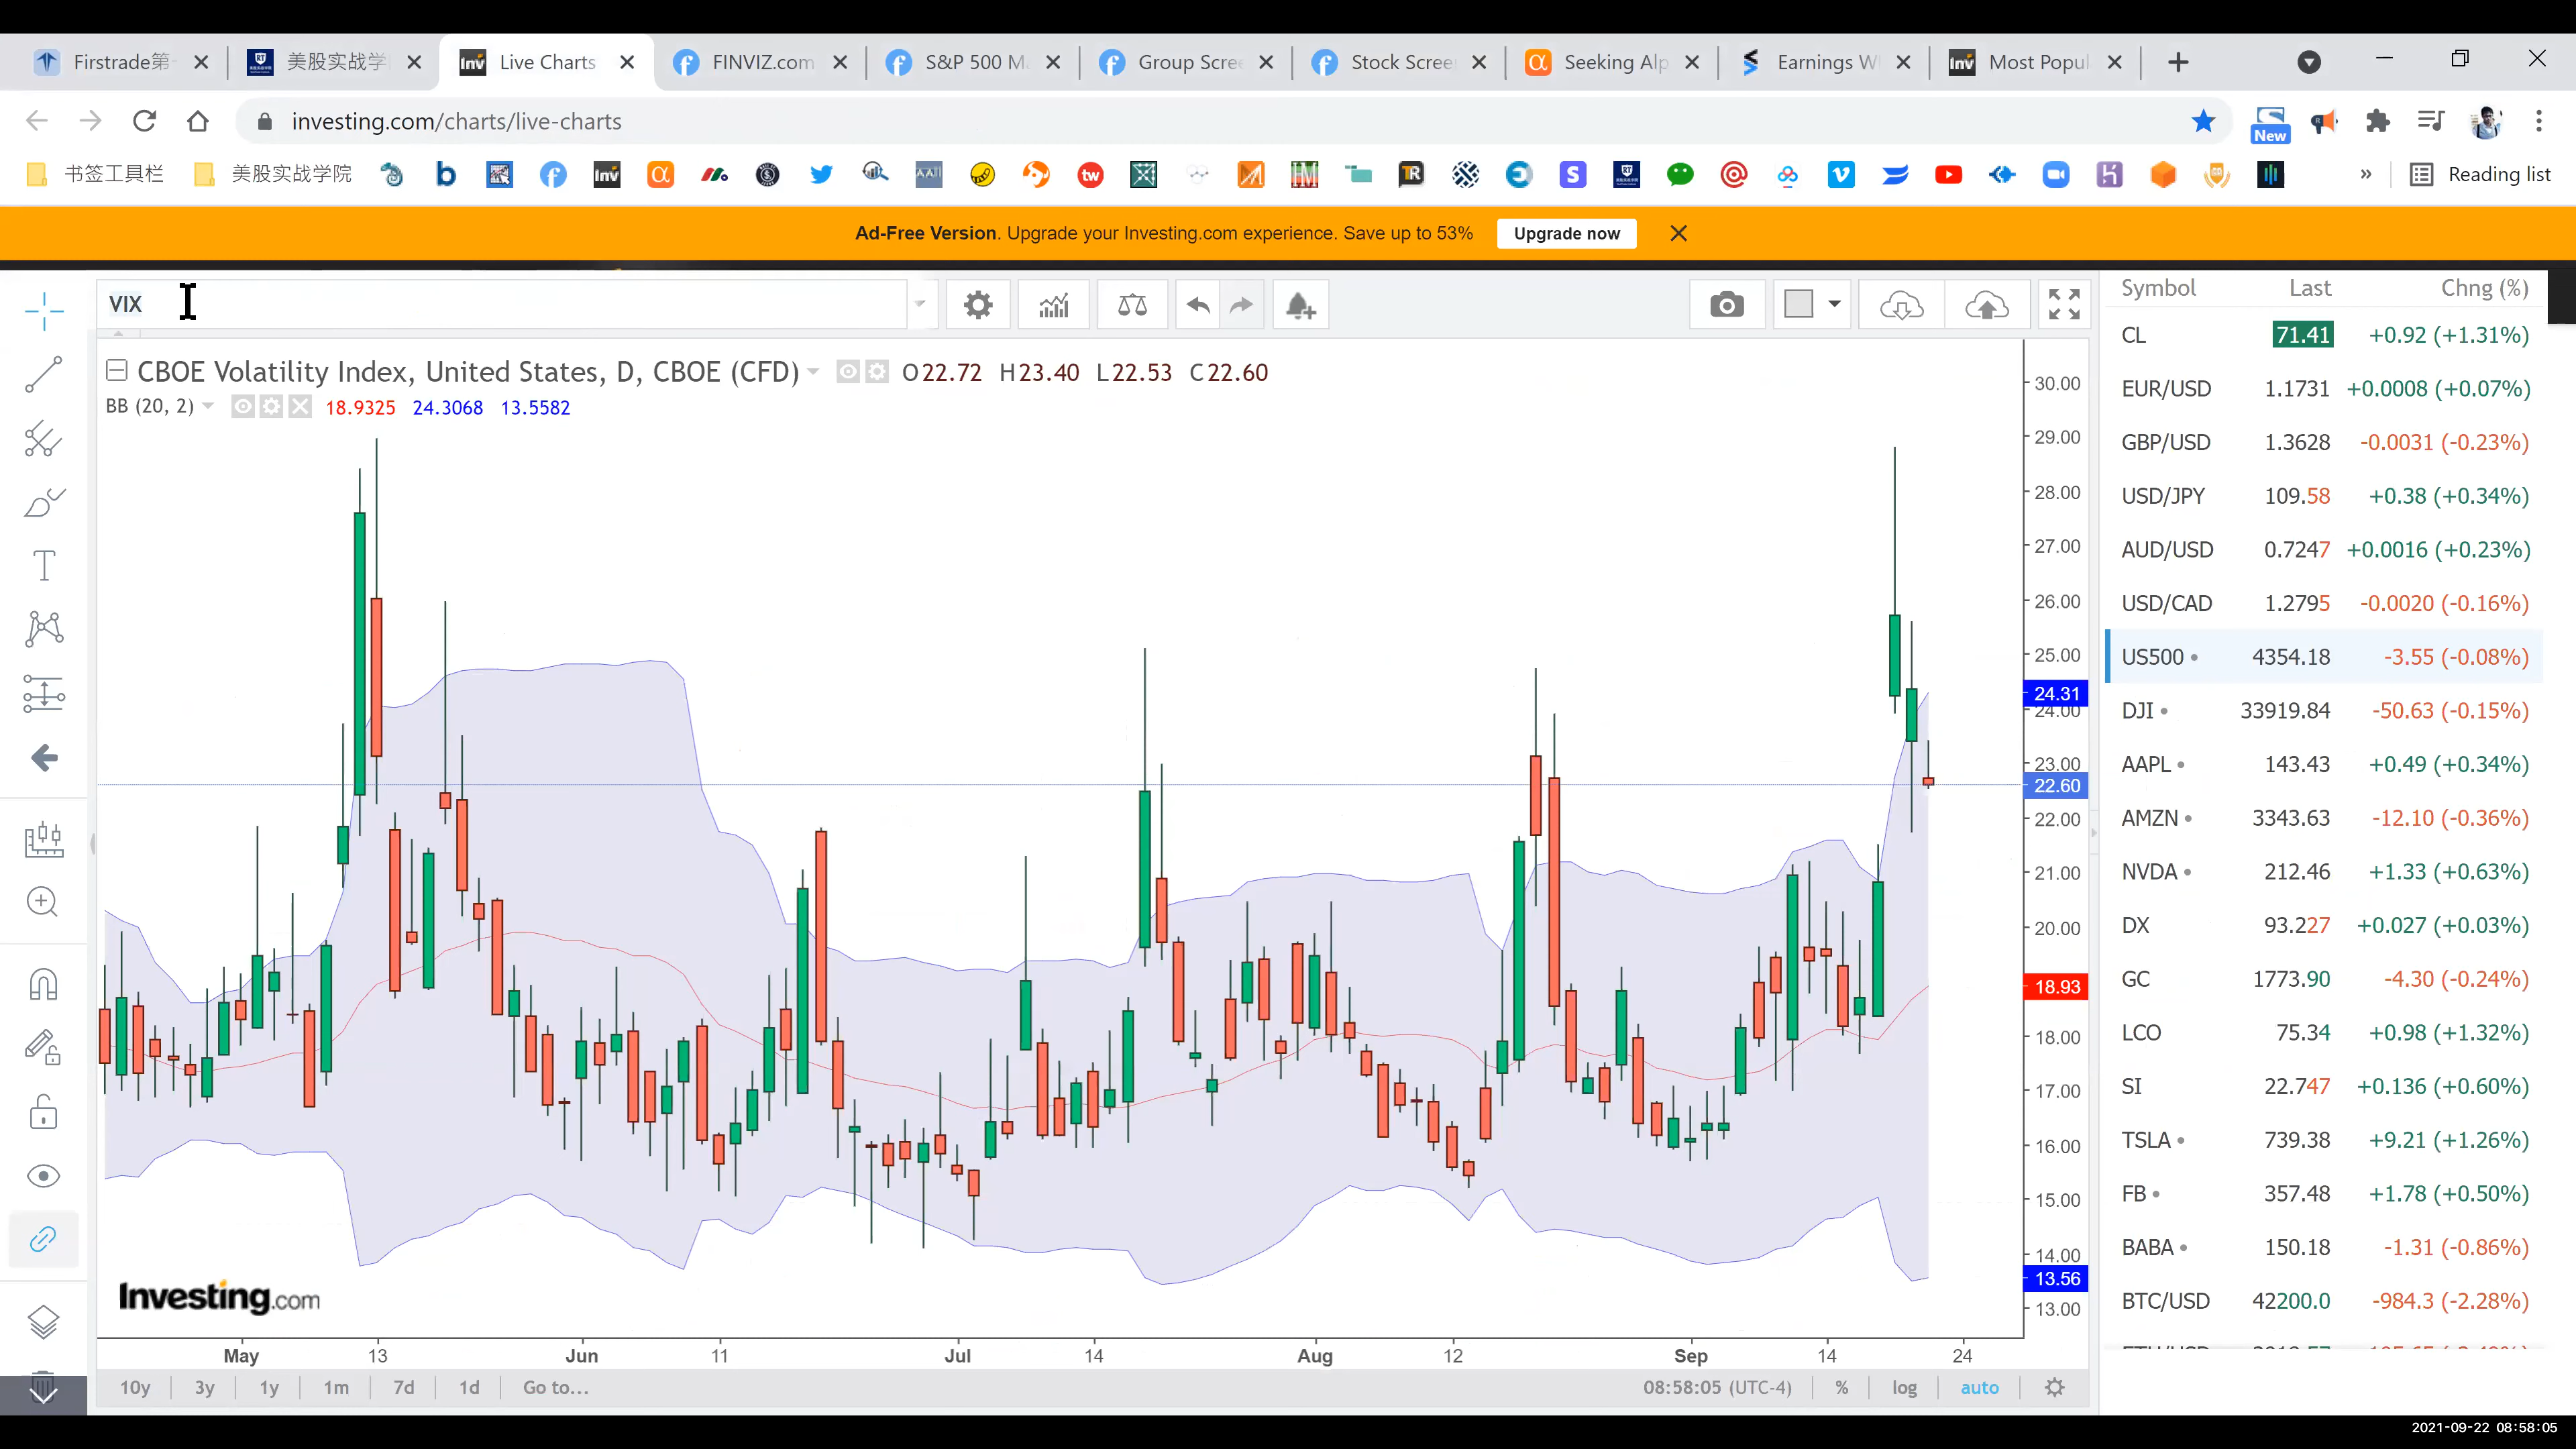 Firstrade第一
美股实战学
Live Charts
FINVIZ.com
S&P 500 M
Group Scree
Stock Scree
Seeking Alp
Earnings W
Most Popul
investing.com/charts/live-charts
New
书签工具栏
美股实战学院
Reading list
Ad-Free Version. Upgrade your Investing.com experience. Save up to 53%
Upgrade now
VIX
CBOE Volatility Index, United States, D, CBOE (CFD) O22.72 H23.40 L22.53 C22.60
BB (20, 2) 18.9325 24.3068 13.5582
30.00
29.00
28.00
27.00
26.00
25.00
24.31
24.00
23.00
22.60
22.00
21.00
20.00
18.93
18.00
17.00
16.00
15.00
14.00
13.56
13.00
Investing.com
May 13 Jun 11 Jul 14 Aug 12 Sep 14 24
10y 3y 1y 1m 7d 1d Go to... 08:58:05 (UTC-4) % log auto
Symbol Last Chng (%)
CL 71.41 +0.92 (+1.31%)
EUR/USD 1.1731 +0.0008 (+0.07%)
GBP/USD 1.3628 -0.0031 (-0.23%)
USD/JPY 109.58 +0.38 (+0.34%)
AUD/USD 0.7247 +0.0016 (+0.23%)
USD/CAD 1.2795 -0.0020 (-0.16%)
US500 4354.18 -3.55 (-0.08%)
DJI 33919.84 -50.63 (-0.15%)
AAPL 143.43 +0.49 (+0.34%)
AMZN 3343.63 -12.10 (-0.36%)
NVDA 212.46 +1.33 (+0.63%)
DX 93.227 +0.027 (+0.03%)
GC 1773.90 -4.30 (-0.24%)
LCO 75.34 +0.98 (+1.32%)
SI 22.747 +0.136 (+0.60%)
TSLA 739.38 +9.21 (+1.26%)
FB 357.48 +1.78 (+0.50%)
BABA 150.18 -1.31 (-0.86%)
BTC/USD 42200.0 -984.3 (-2.28%)
2021-09-22 08:58:05